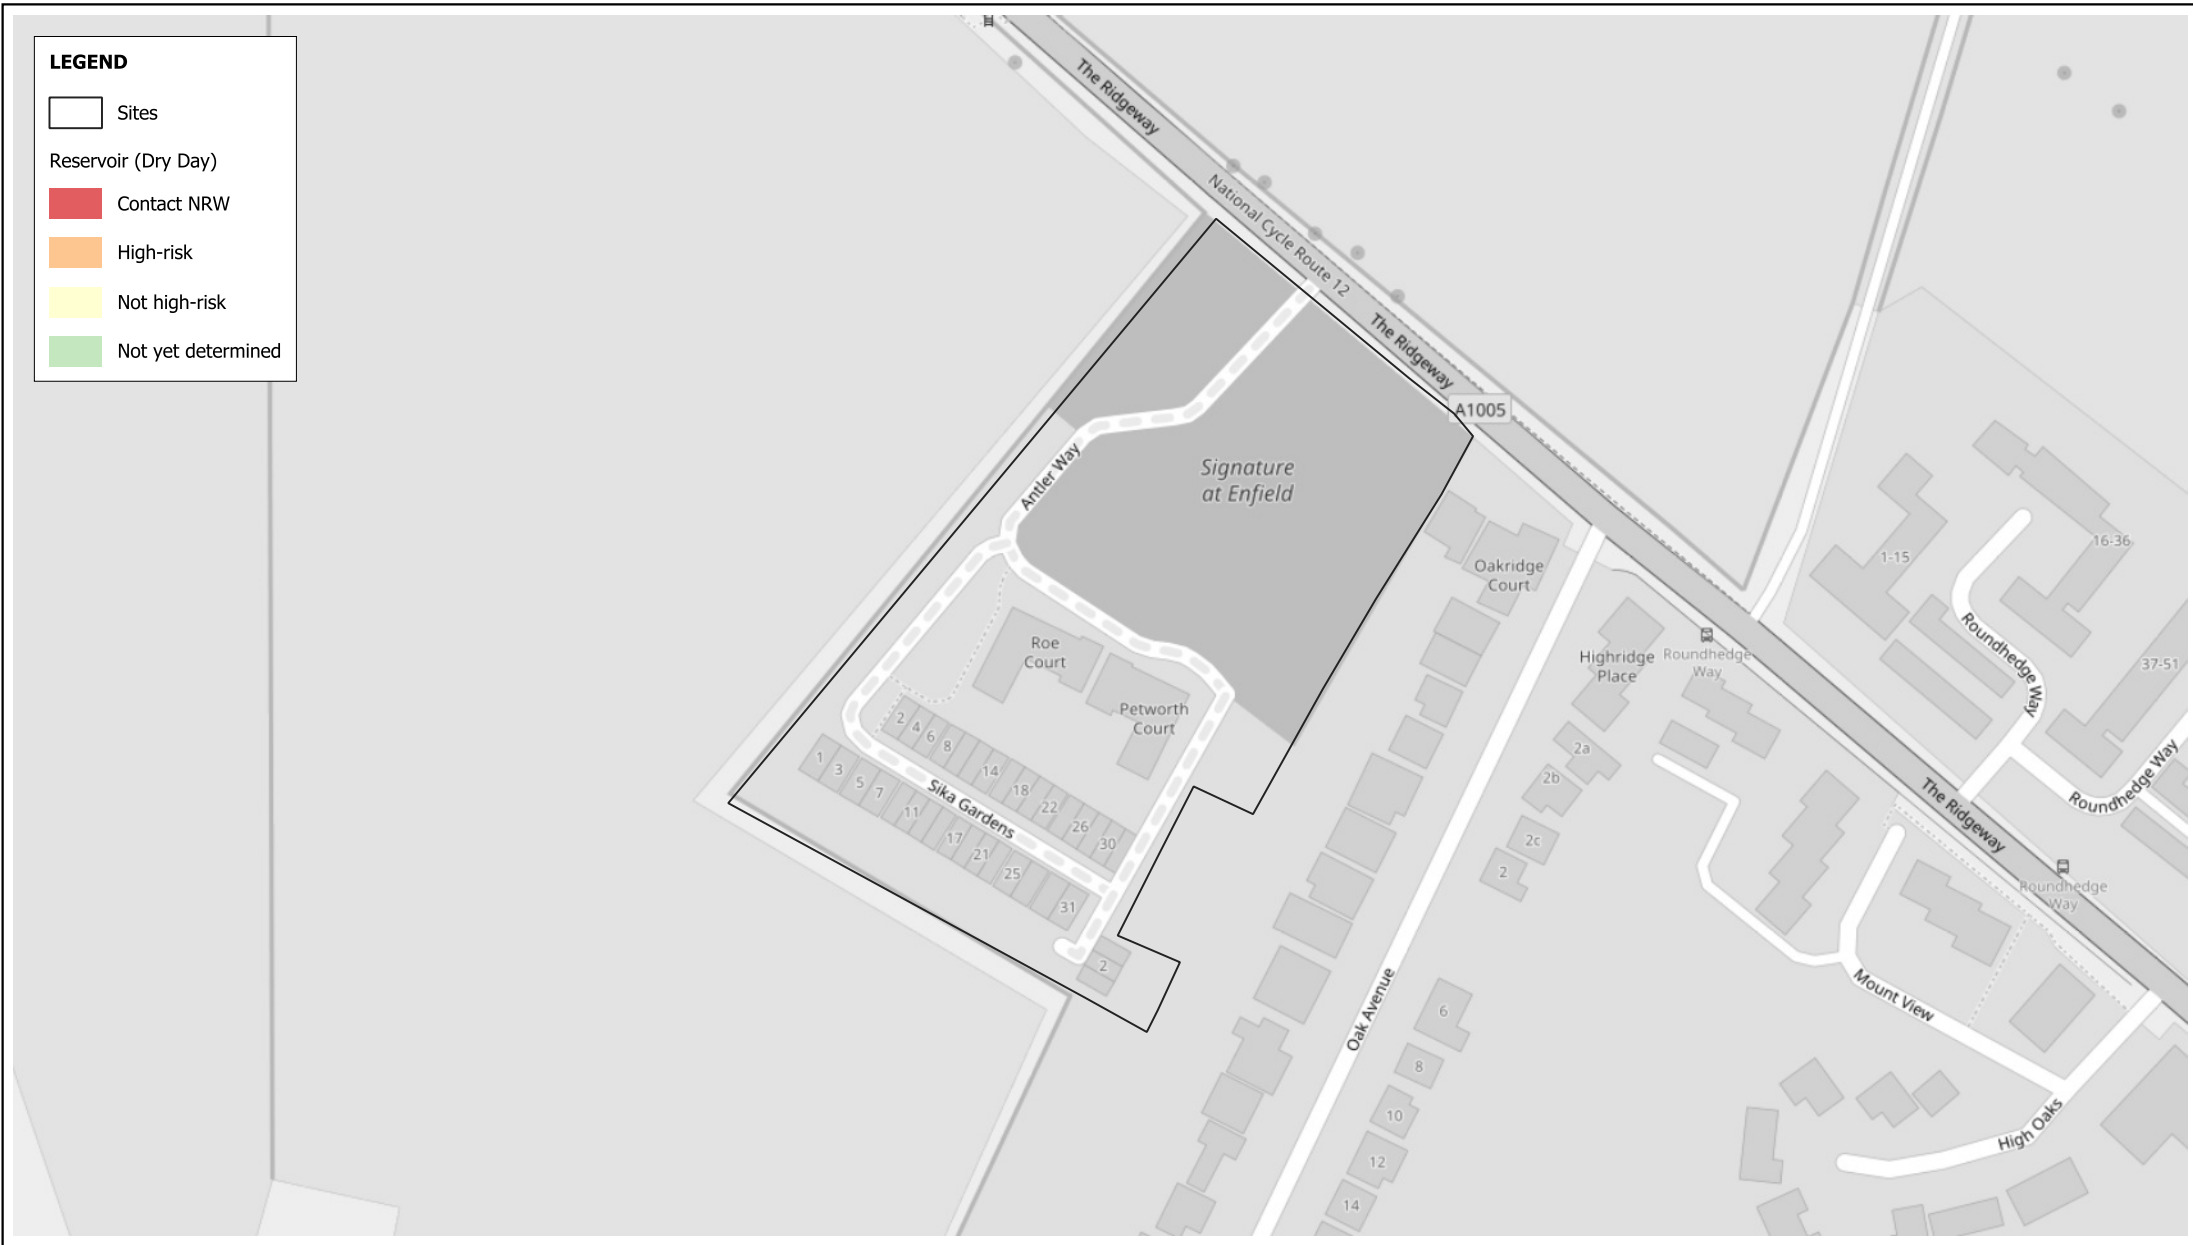 LEGEND
Sites
Reservoir (Dry Day)
Contact NRW
High-risk
Not high-risk
Not yet determined
The Ridgeway
National Cycle Route 12
The Ridgeway
A1005
Signature
at Enfield
Antler Way
Oakridge
Court
1-15
16-36
Roundhedge Way
37-51
Roe
Court
Highridge
Place
Roundhedge
Way
Petworth
Court
2
4
6
8
14
18
22
26
30
1
3
5
7
11
17
21
25
31
Sika Gardens
2
2a
2b
2c
2
Roundhedge Way
The Ridgeway
Roundhedge
Way
Oak Avenue
6
8
10
12
14
Mount View
High Oaks